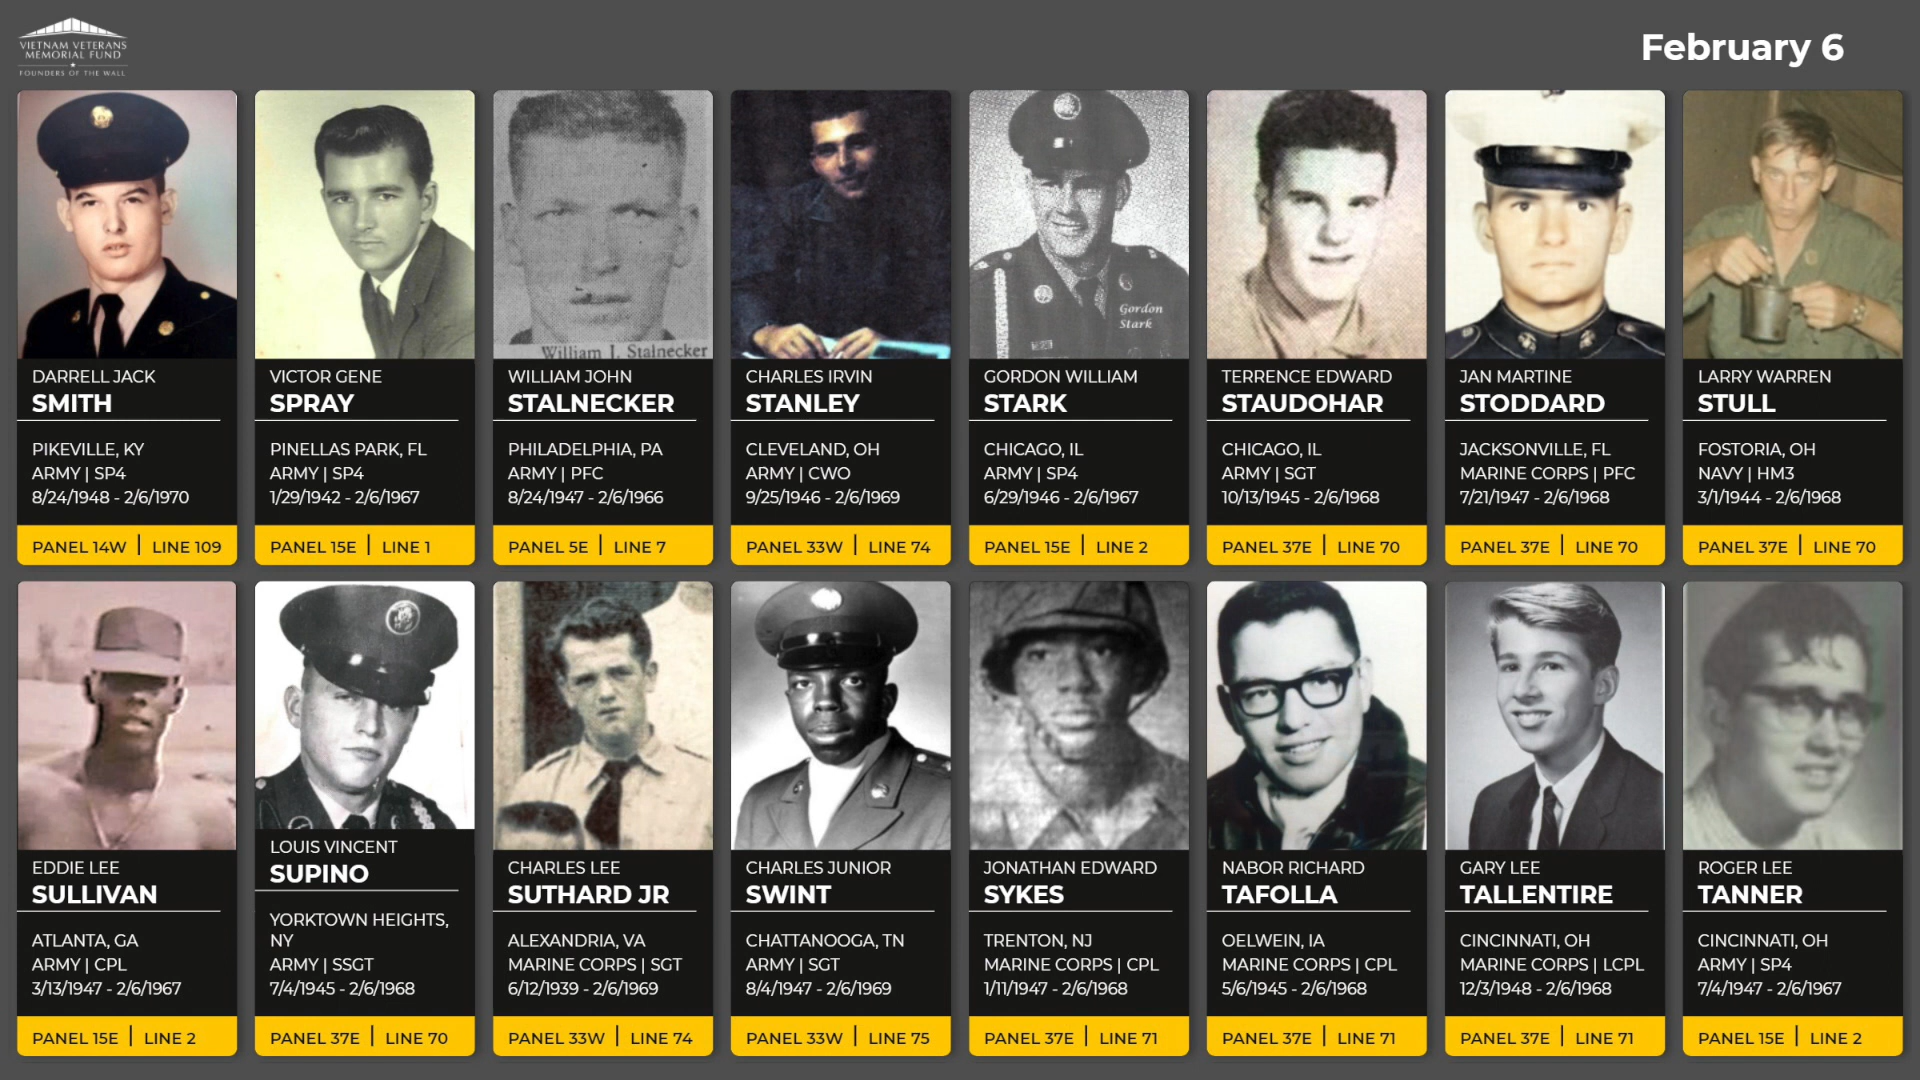 VIETNAM VETERANS
MEMORIAL FUND
FOUNDERS OF THE WALL
February 6
William J. Stalnecker
Gordon
Stark
DARRELL JACK
SMITH
PIKEVILLE, KY
ARMY | SP4
8/24/1948 - 2/6/1970
PANEL 14W | LINE 109
VICTOR GENE
SPRAY
PINELLAS PARK, FL
ARMY | SP4
1/29/1942 - 2/6/1967
PANEL 15E | LINE 1
WILLIAM JOHN
STALNECKER
PHILADELPHIA, PA
ARMY | PFC
8/24/1947 - 2/6/1966
PANEL 5E | LINE 7
CHARLES IRVIN
STANLEY
CLEVELAND, OH
ARMY | CWO
9/25/1946 - 2/6/1969
PANEL 33W | LINE 74
GORDON WILLIAM
STARK
CHICAGO, IL
ARMY | SP4
6/29/1946 - 2/6/1967
PANEL 15E | LINE 2
TERRENCE EDWARD
STAUDOHAR
CHICAGO, IL
ARMY | SGT
10/13/1945 - 2/6/1968
PANEL 37E | LINE 70
JAN MARTINE
STODDARD
JACKSONVILLE, FL
MARINE CORPS | PFC
7/21/1947 - 2/6/1968
PANEL 37E | LINE 70
LARRY WARREN
STULL
FOSTORIA, OH
NAVY | HM3
3/1/1944 - 2/6/1968
PANEL 37E | LINE 70
EDDIE LEE
SULLIVAN
ATLANTA, GA
ARMY | CPL
3/13/1947 - 2/6/1967
PANEL 15E | LINE 2
LOUIS VINCENT
SUPINO
YORKTOWN HEIGHTS,
NY
ARMY | SSGT
7/4/1945 - 2/6/1968
PANEL 37E | LINE 70
CHARLES LEE
SUTHARD JR
ALEXANDRIA, VA
MARINE CORPS | SGT
6/12/1939 - 2/6/1969
PANEL 33W | LINE 74
CHARLES JUNIOR
SWINT
CHATTANOOGA, TN
ARMY | SGT
8/4/1947 - 2/6/1969
PANEL 33W | LINE 75
JONATHAN EDWARD
SYKES
TRENTON, NJ
MARINE CORPS | CPL
1/11/1947 - 2/6/1968
PANEL 37E | LINE 71
NABOR RICHARD
TAFOLLA
OELWEIN, IA
MARINE CORPS | CPL
5/6/1945 - 2/6/1968
PANEL 37E | LINE 71
GARY LEE
TALLENTIRE
CINCINNATI, OH
MARINE CORPS | LCPL
12/3/1948 - 2/6/1968
PANEL 37E | LINE 71
ROGER LEE
TANNER
CINCINNATI, OH
ARMY | SP4
7/4/1947 - 2/6/1967
PANEL 15E | LINE 2